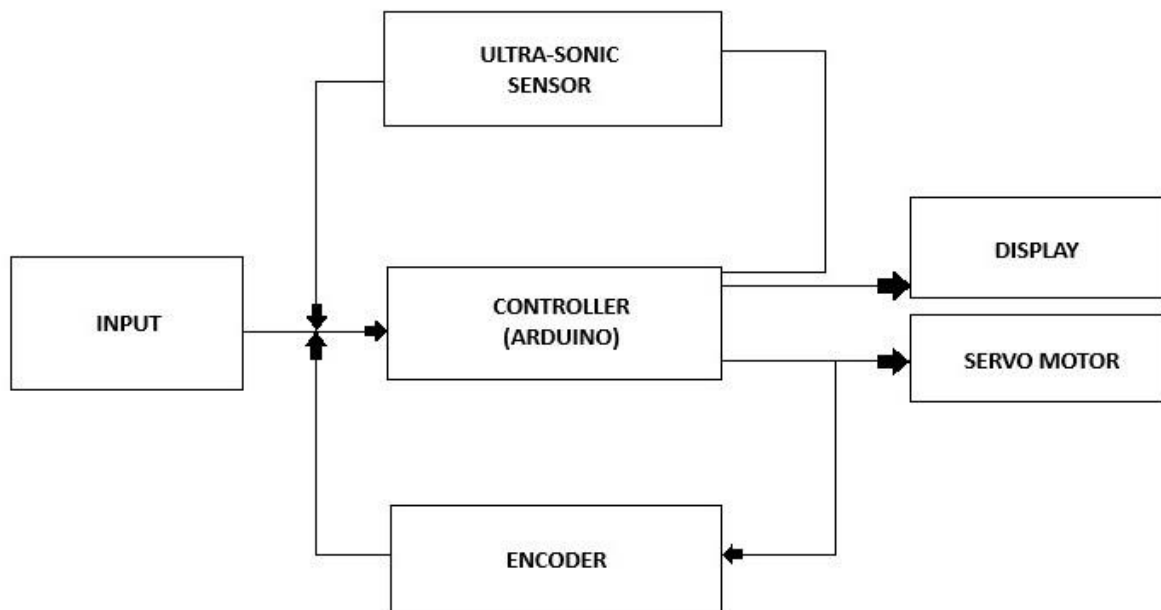 ULTRA-SONIC
SENSOR
DISPLAY
INPUT
CONTROLLER
(ARDUINO)
SERVO MOTOR
ENCODER